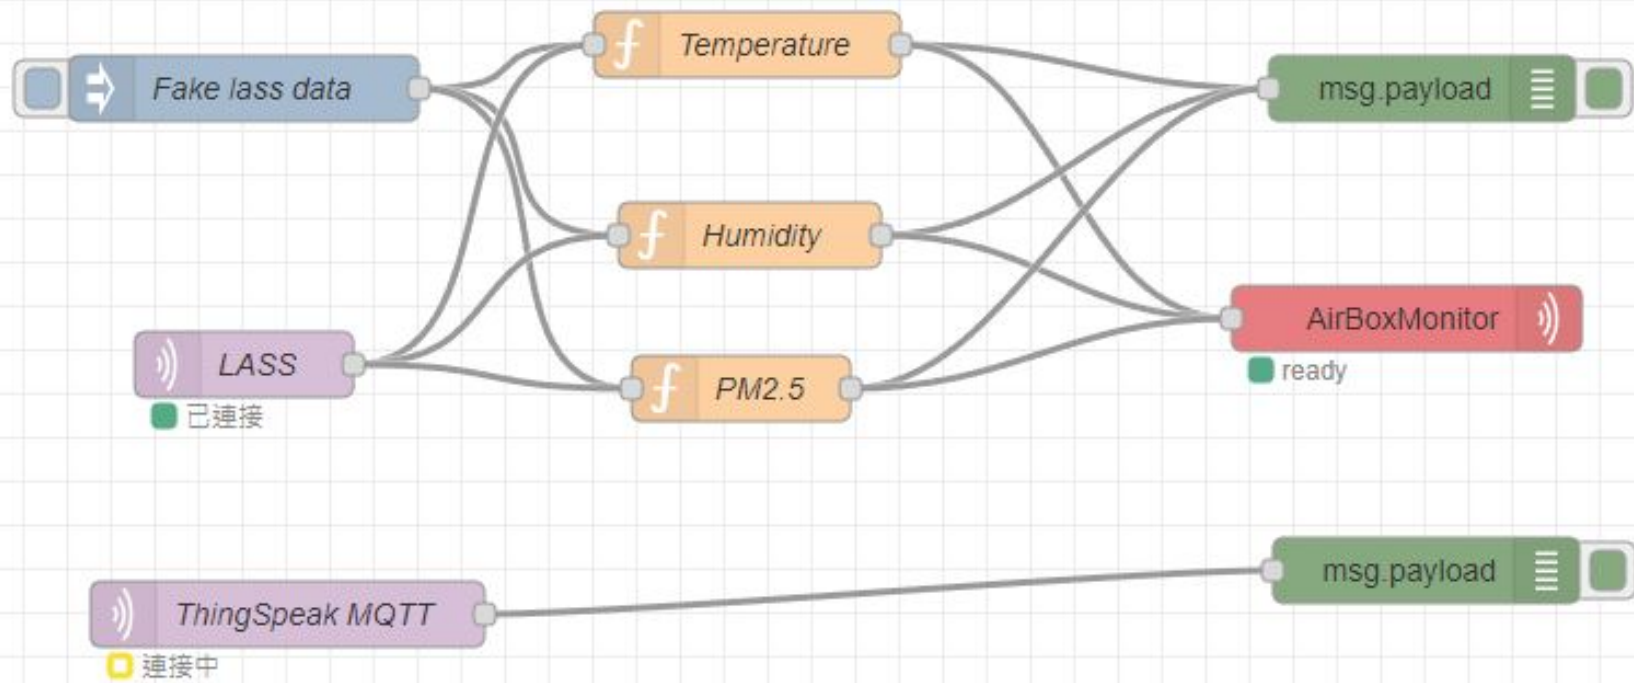 Temperature
Fake lass data
msg.payload
Humidity
AirBoxMonitor
ready
LASS
已連接
PM2.5
msg.payload
ThingSpeak MQTT
連接中